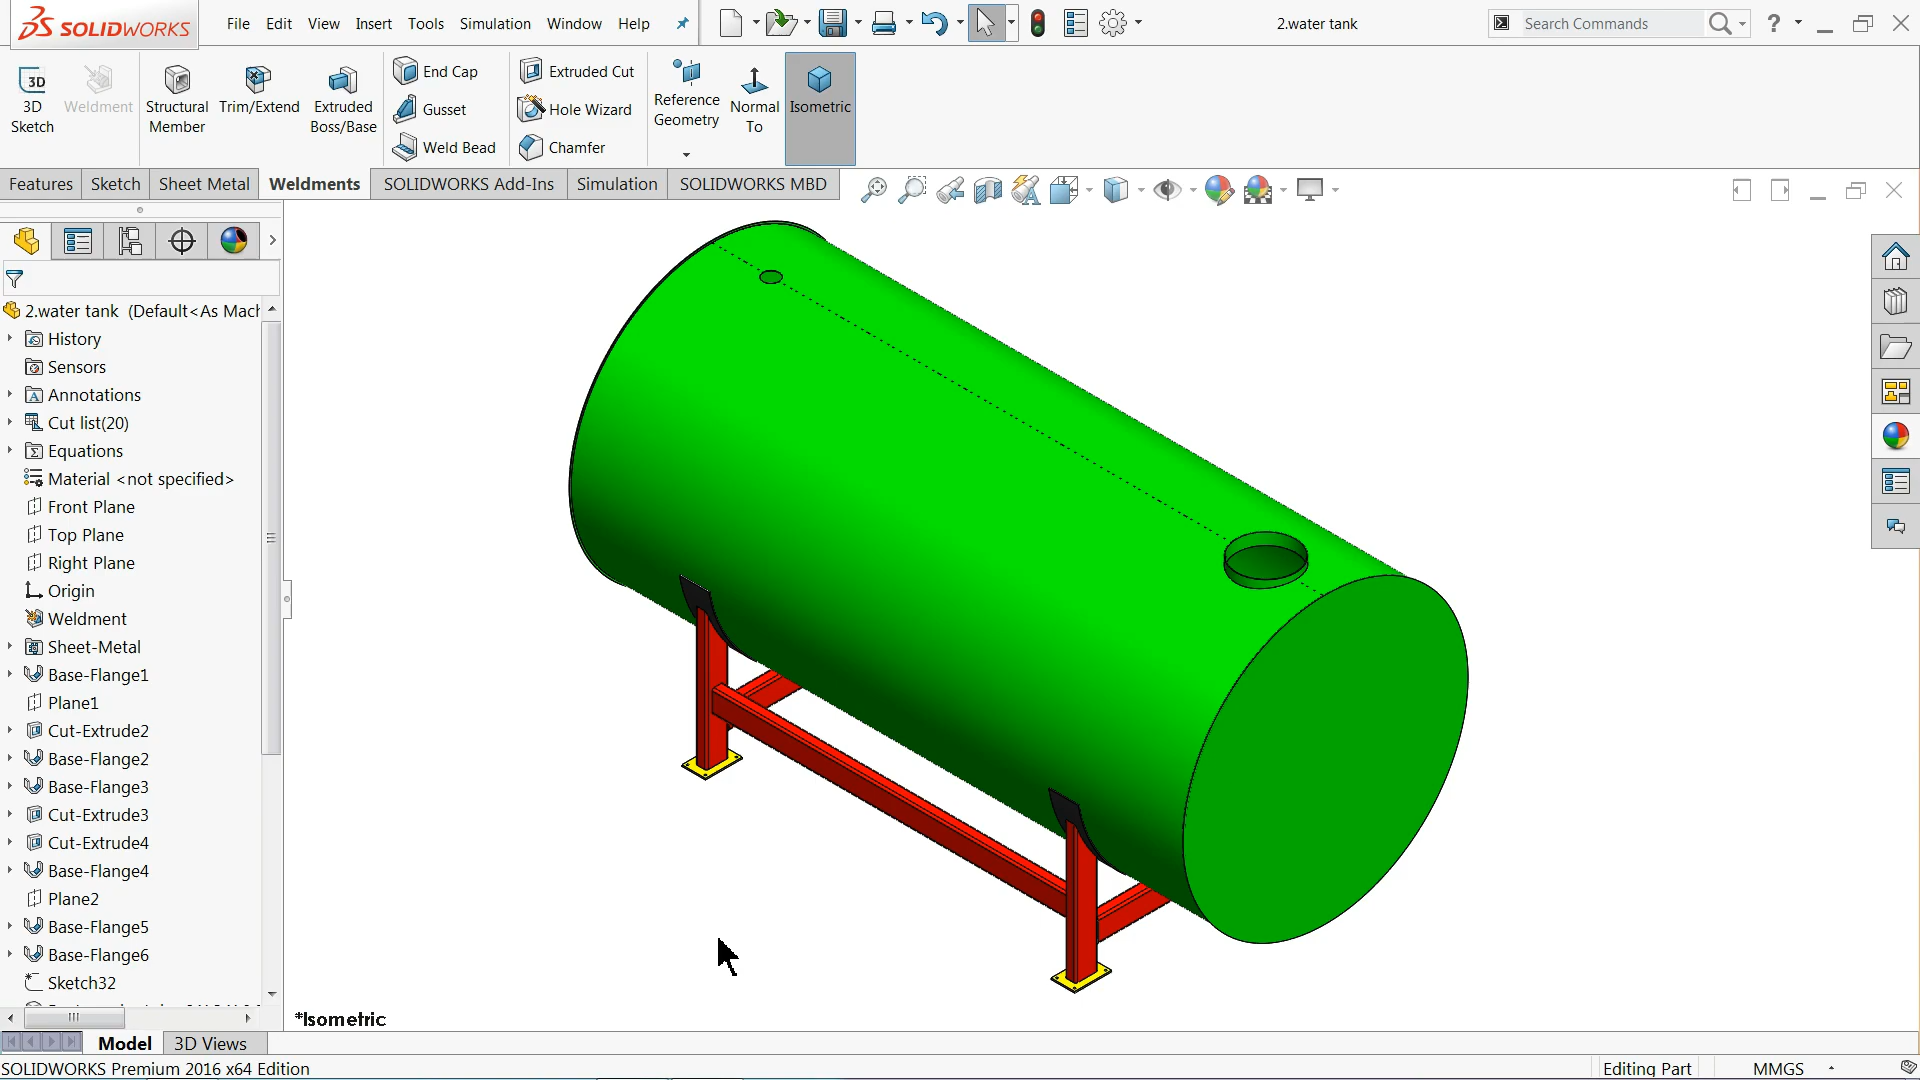 SOLIDWORKS
File Edit View Insert Tools Simulation Window Help
2.water tank
Search Commands
?
3D
3D
Sketch
Weldment
Structural
Member
Trim/Extend
Extruded
Boss/Base
End Cap
Gusset
Weld Bead
Extruded Cut
Hole Wizard
Chamfer
Reference
Geometry
Normal
To
Isometric
Features Sketch Sheet Metal Weldments SOLIDWORKS Add-Ins Simulation SOLIDWORKS MBD
2.water tank (Default<As Mach
History
Sensors
Annotations
Cut list(20)
Equations
Material <not specified>
Front Plane
Top Plane
Right Plane
Origin
Weldment
Sheet-Metal
Base-Flange1
Plane1
Cut-Extrude2
Base-Flange2
Base-Flange3
Cut-Extrude3
Cut-Extrude4
Base-Flange4
Plane2
Base-Flange5
Base-Flange6
Sketch32
*Isometric
Model 3D Views
SOLIDWORKS Premium 2016 x64 Edition
Editing Part
MMGS